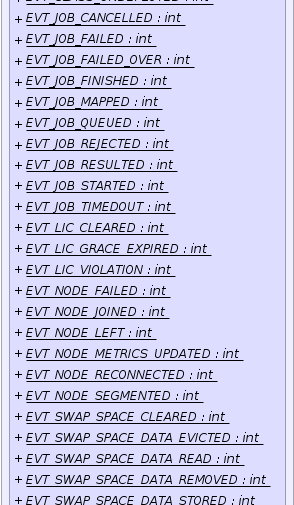 + EVT_JOB_CANCELLED : int
+ EVT_JOB_FAILED : int
+ EVT_JOB_FAILED_OVER : int
+ EVT_JOB_FINISHED : int
+ EVT_JOB_MAPPED : int
+ EVT_JOB_QUEUED : int
+ EVT_JOB_REJECTED : int
+ EVT_JOB_RESULTED : int
+ EVT_JOB_STARTED : int
+ EVT_JOB_TIMEDOUT : int
+ EVT_LIC_CLEARED : int
+ EVT_LIC_GRACE_EXPIRED : int
+ EVT_LIC_VIOLATION : int
+ EVT_NODE_FAILED : int
+ EVT_NODE_JOINED : int
+ EVT_NODE_LEFT : int
+ EVT_NODE_METRICS_UPDATED : int
+ EVT_NODE_RECONNECTED : int
+ EVT_NODE_SEGMENTED : int
+ EVT_SWAP_SPACE_CLEARED : int
+ EVT_SWAP_SPACE_DATA_EVICTED : int
+ EVT_SWAP_SPACE_DATA_READ : int
+ EVT_SWAP_SPACE_DATA_REMOVED : int
+ EVT_SWAP_SPACE_DATA_STORED : int